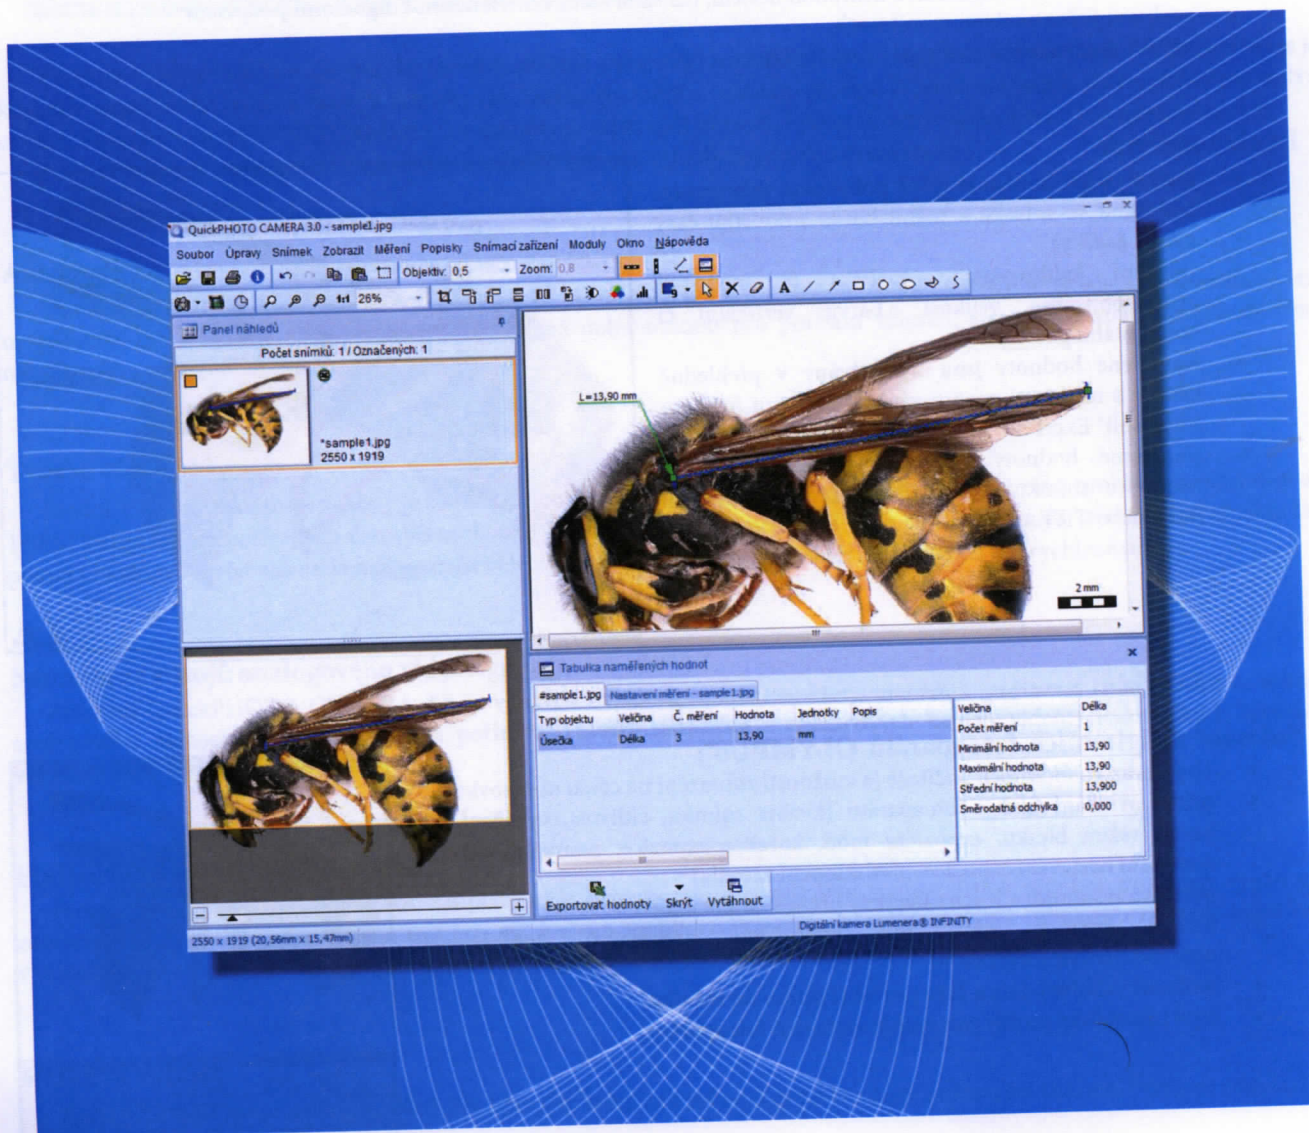 QuickPHOTO CAMERA 3.0 - sample1.jpg
Soubor Úpravy Snímek Zobrazit Měření Popisky Snímací zařízení Moduly Okno Nápověda
Objektiv: 0,5 Zoom: 0,8
1:1 26% 9 A
Panel náhledů
Počet snímků: 1 / Označených: 1
*sample1.jpg
2550 x 1919
L=13,90 mm
2 mm
Tabulka naměřených hodnot
#sample1.jpg Nastavení měření - sample1.jpg
Typ objektu Veličina Č. měření Hodnota Jednotky Popis
Úsečka Délka 3 13,90 mm
Veličina Délka
Počet měření 1
Minimální hodnota 13,90
Maximální hodnota 13,90
Střední hodnota 13,900
Směrodatná odchylka 0,000
Exportovat hodnoty Skrýt Vytáhnout
2550 x 1919 (20,56mm x 15,47mm)
Digitální kamera Lumenera® INFINITY